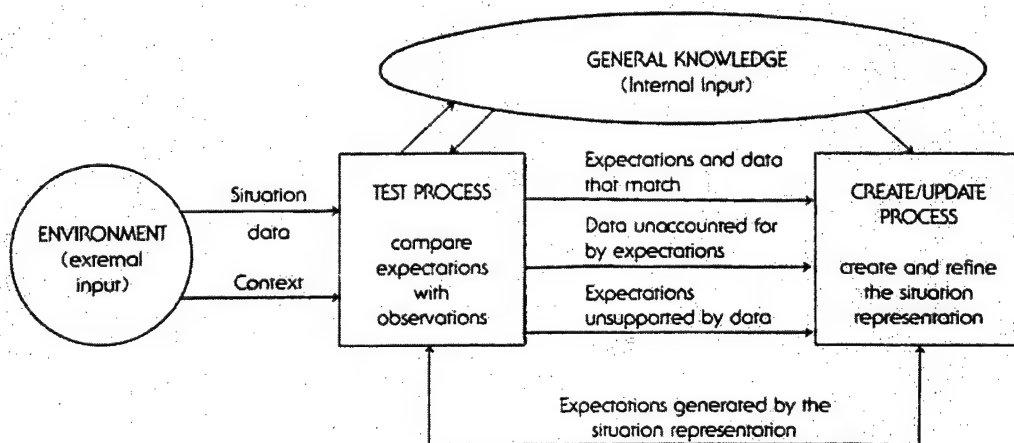 GENERAL KNOWLEDGE
(Internal Input)
ENVIRONMENT
(external
input)
Situation
data
Context
TEST PROCESS
compare
expectations
with
observations
Expectations and data
that match
Data unaccounted for
by expectations
Expectations
unsupported by data
CREATE/UPDATE
PROCESS
create and refine
the situation
representation
Expectations generated by the
situation representation